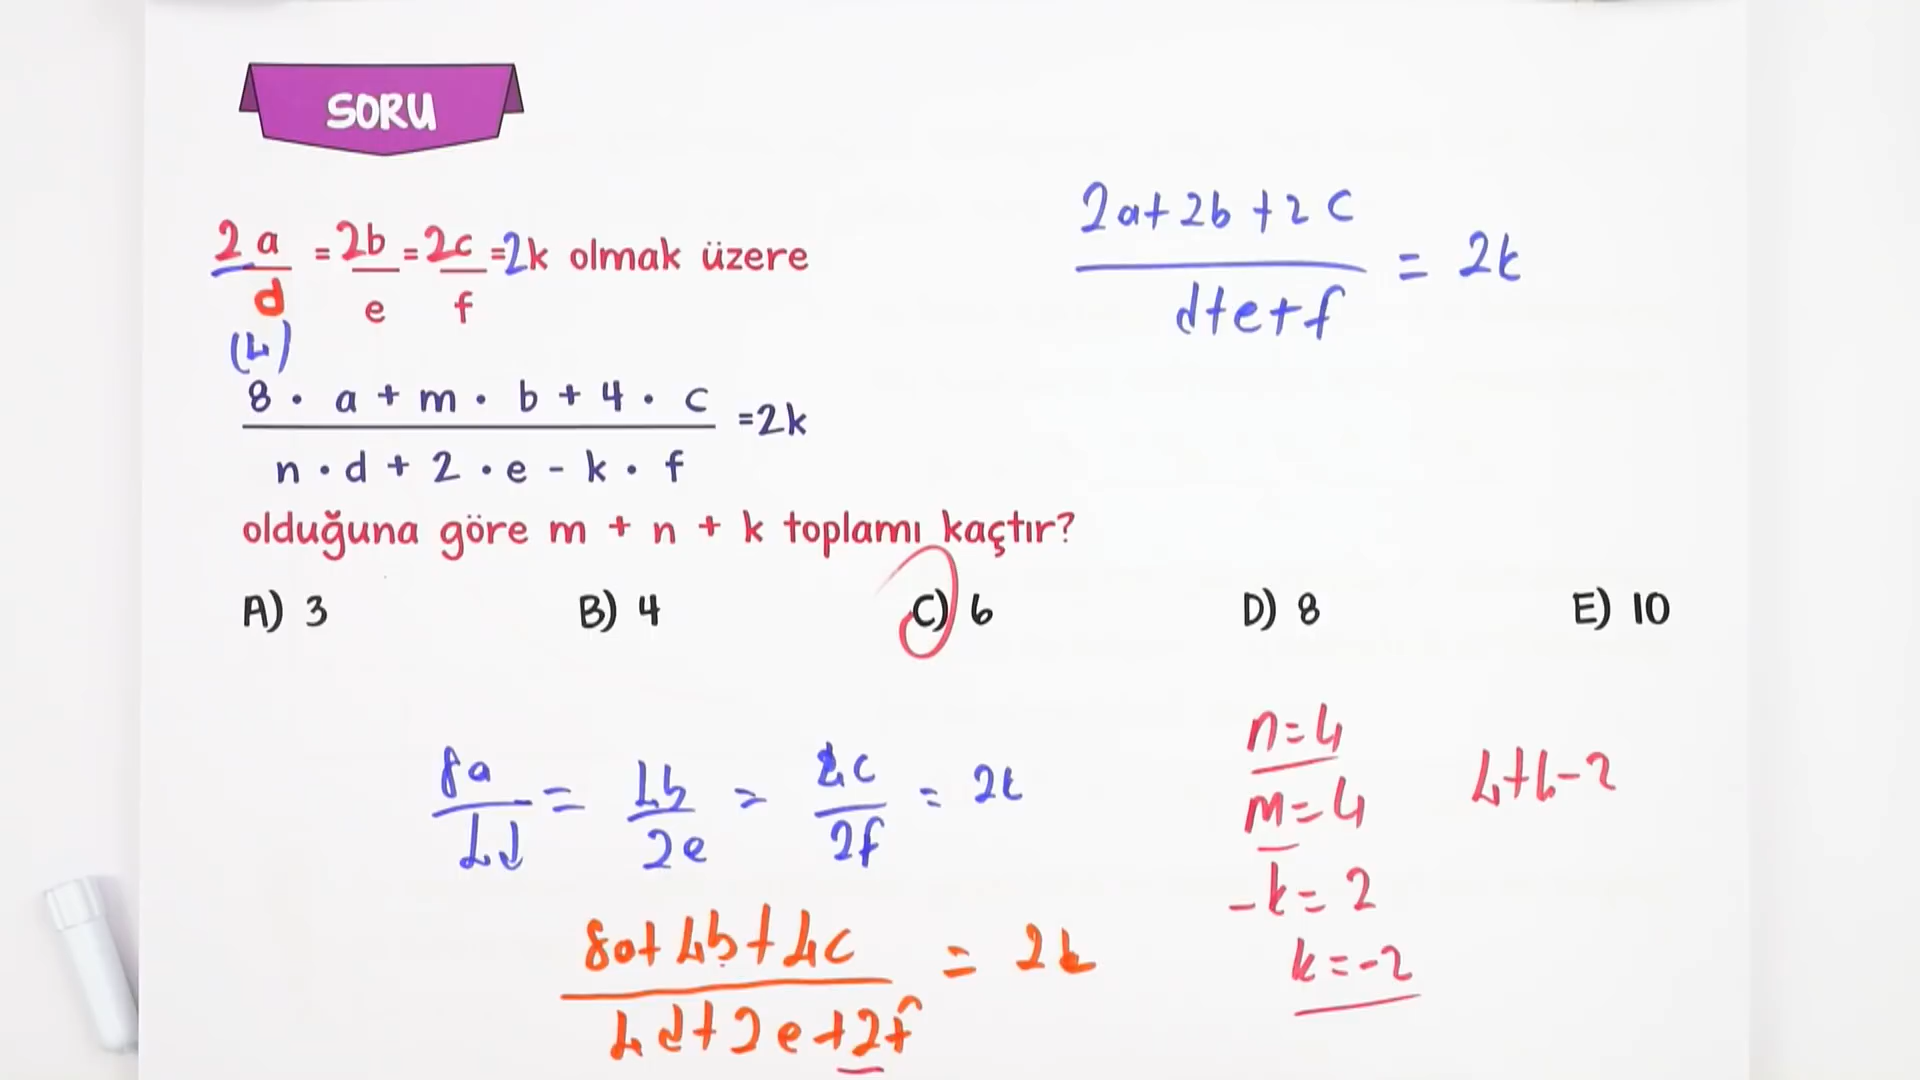 SORU
2a/d = 2b/e = 2c/f = 2k olmak üzere
(4)
8 · a + m · b + 4 · c / n · d + 2 · e - k · f = 2k
olduğuna göre m + n + k toplamı kaçtır?
A) 3 B) 4 C) 6 D) 8 E) 10
2a+2b+2c / d+e+f = 2k
8a/4d = 4b/2e = 4c/2f = 2k
8a+4b+4c / 4d+2e+2f = 2k
n=4
m=4
-k=2
k=-2
4+4-2